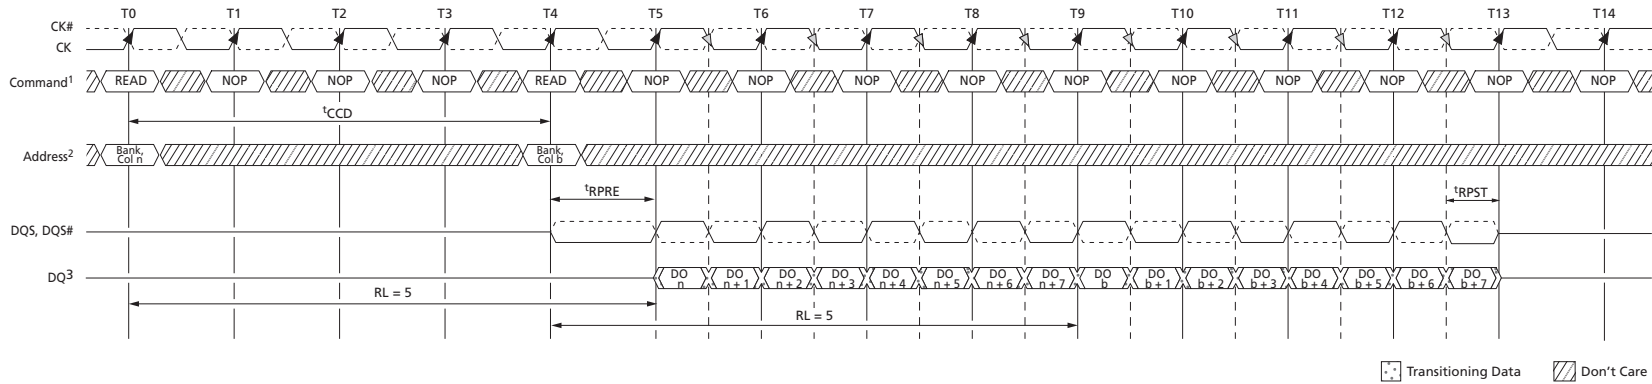 T0 T1 T2 T3 T4 T5 T6 T7 T8 T9 T10 T11 T12 T13 T14
CK#
CK
Command1 READ NOP NOP NOP READ NOP NOP NOP NOP NOP NOP NOP NOP NOP NOP
tCCD
Address2 Bank, Col n Bank, Col b
tRPRE tRPST
DQS, DQS#
DQ3 DO n DO n + 1 DO n + 2 DO n + 3 DO n + 4 DO n + 5 DO n + 6 DO n + 7 DO b DO b + 1 DO b + 2 DO b + 3 DO b + 4 DO b + 5 DO b + 6 DO b + 7
RL = 5
RL = 5
Transitioning Data Don't Care